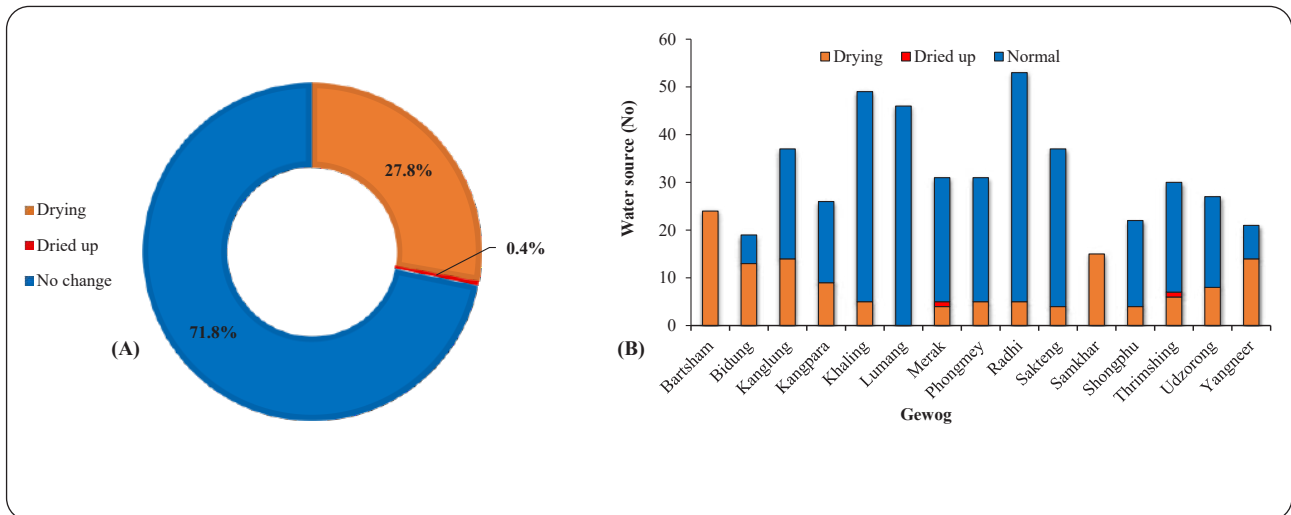 27.8%
Drying
Dried up
No change
0.4%
71.8%
(A)
60
50
40
30
20
10
0
Water source (No)
Drying Dried up Normal
Bartsham
Bidung
Kanglung
Kangpara
Khaling
Lumang
Merak
Phongmey
Radhi
Sakteng
Samkhar
Shongphu
Thrimshing
Udzorong
Yangneer
(B)
Gewog